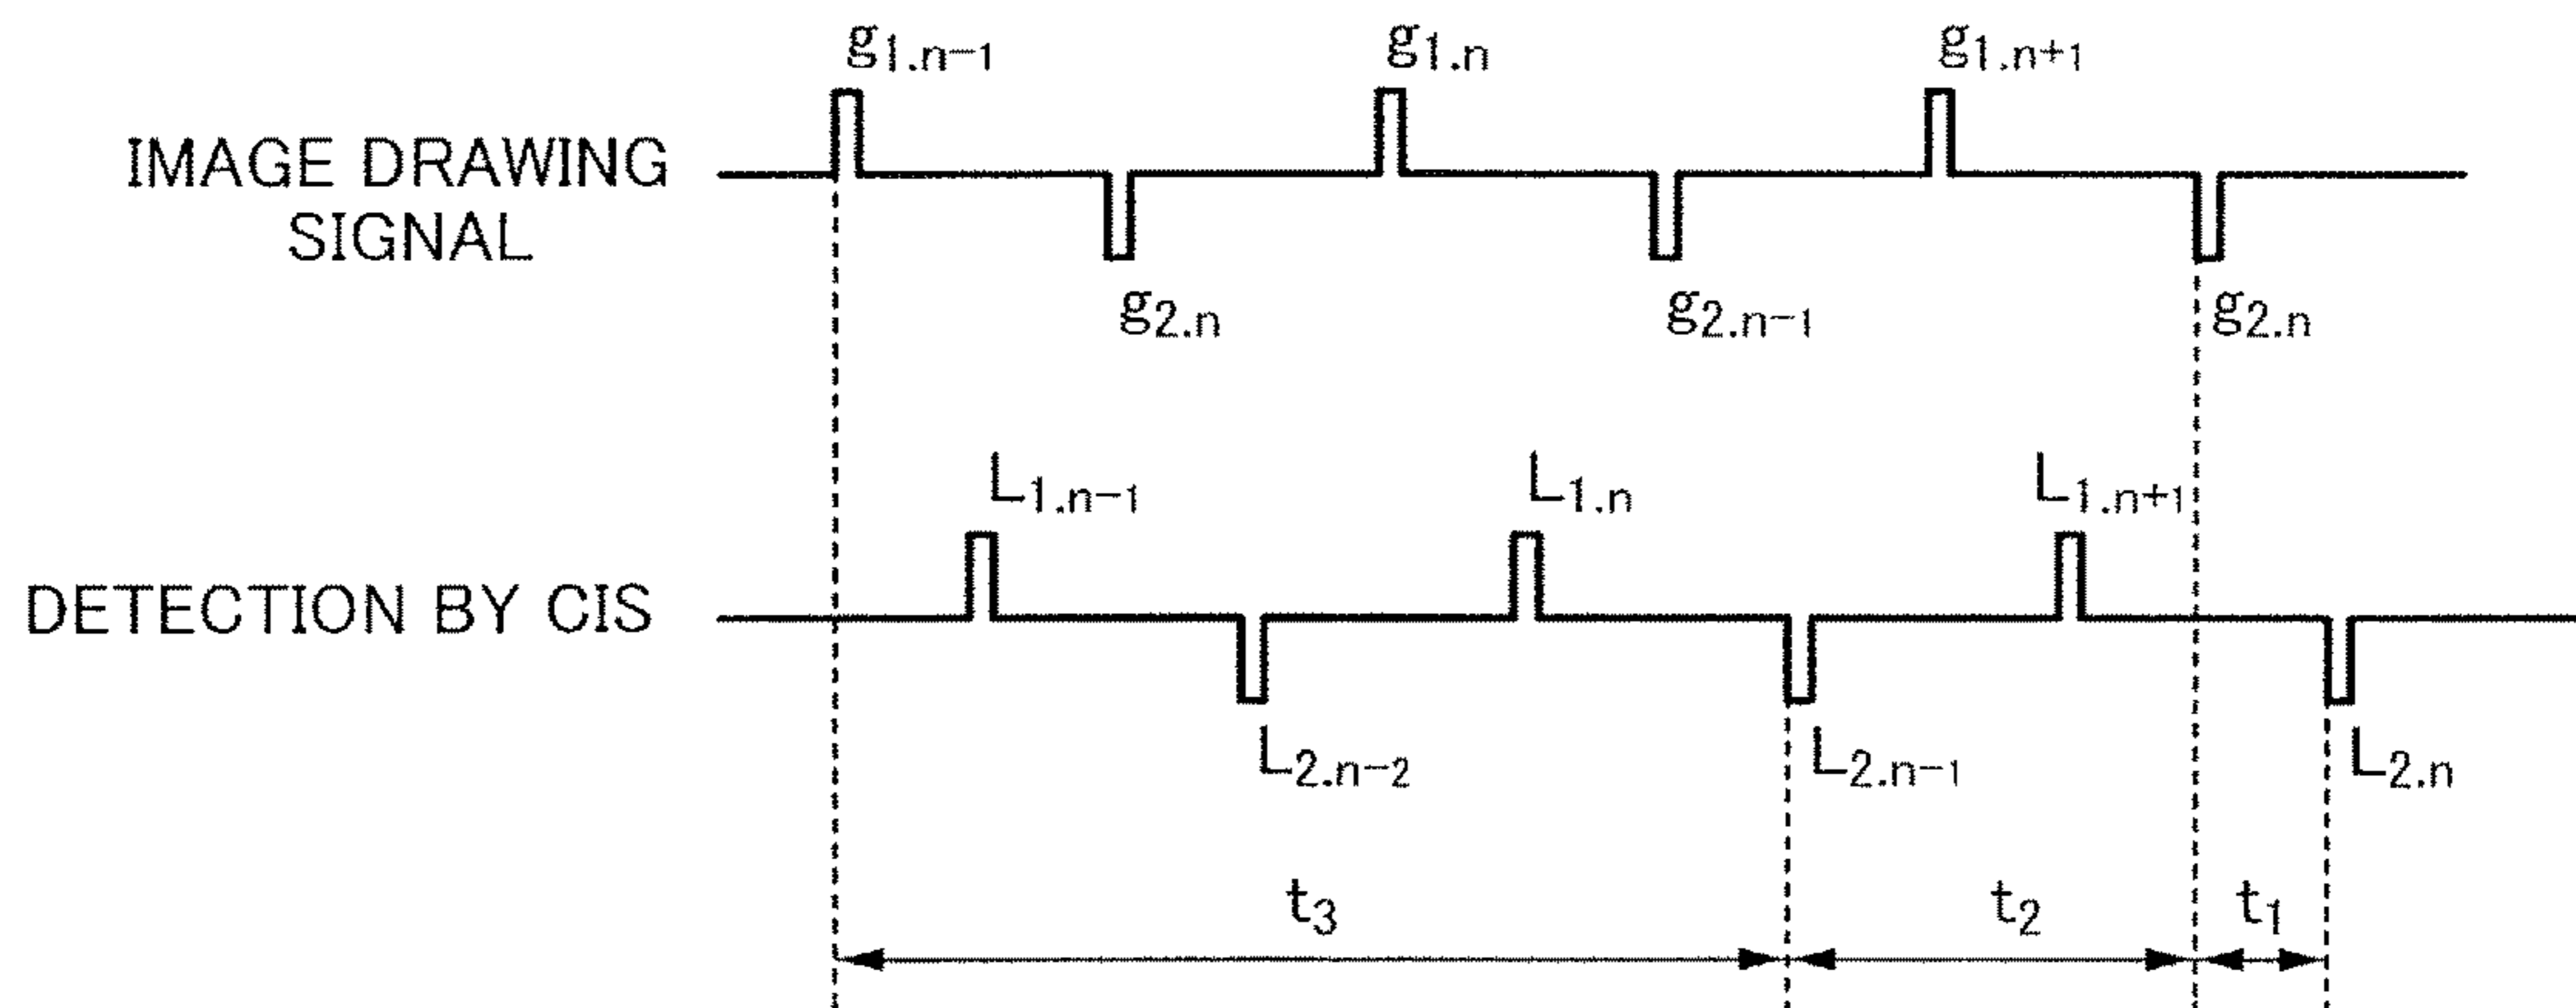 g1.n-1 g1.n g1.n+1
IMAGE DRAWING
SIGNAL
g2.n g2.n-1 g2.n
L1.n-1 L1.n L1.n+1
DETECTION BY CIS
L2.n-2 L2.n-1 L2.n
t3 t2 t1